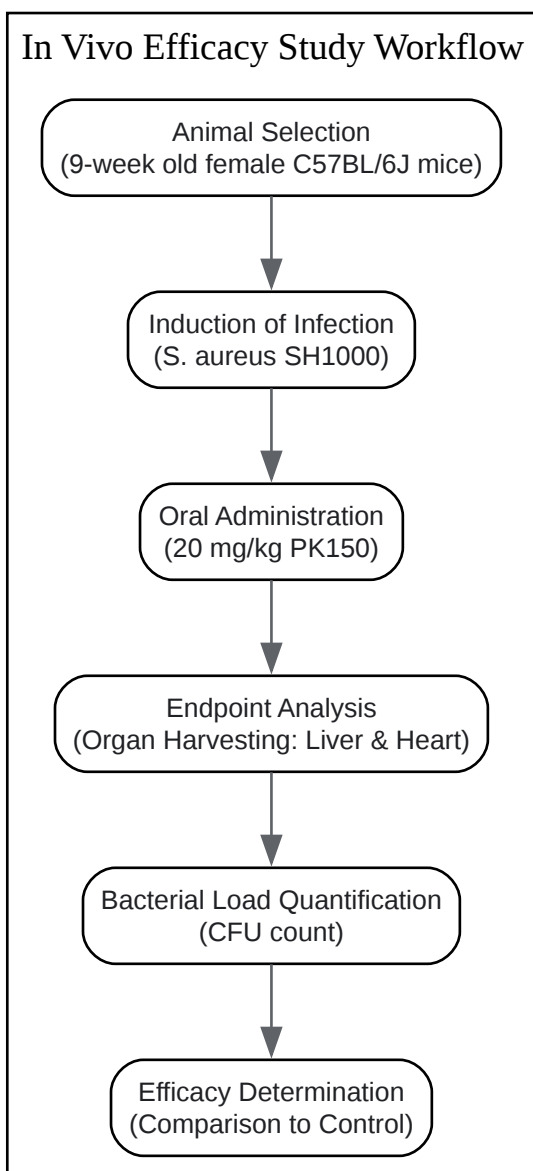 In Vivo Efficacy Study Workflow
Animal Selection
(9-week old female C57BL/6J mice)
Induction of Infection
(S. aureus SH1000)
Oral Administration
(20 mg/kg PK150)
Endpoint Analysis
(Organ Harvesting: Liver & Heart)
Bacterial Load Quantification
(CFU count)
Efficacy Determination
(Comparison to Control)